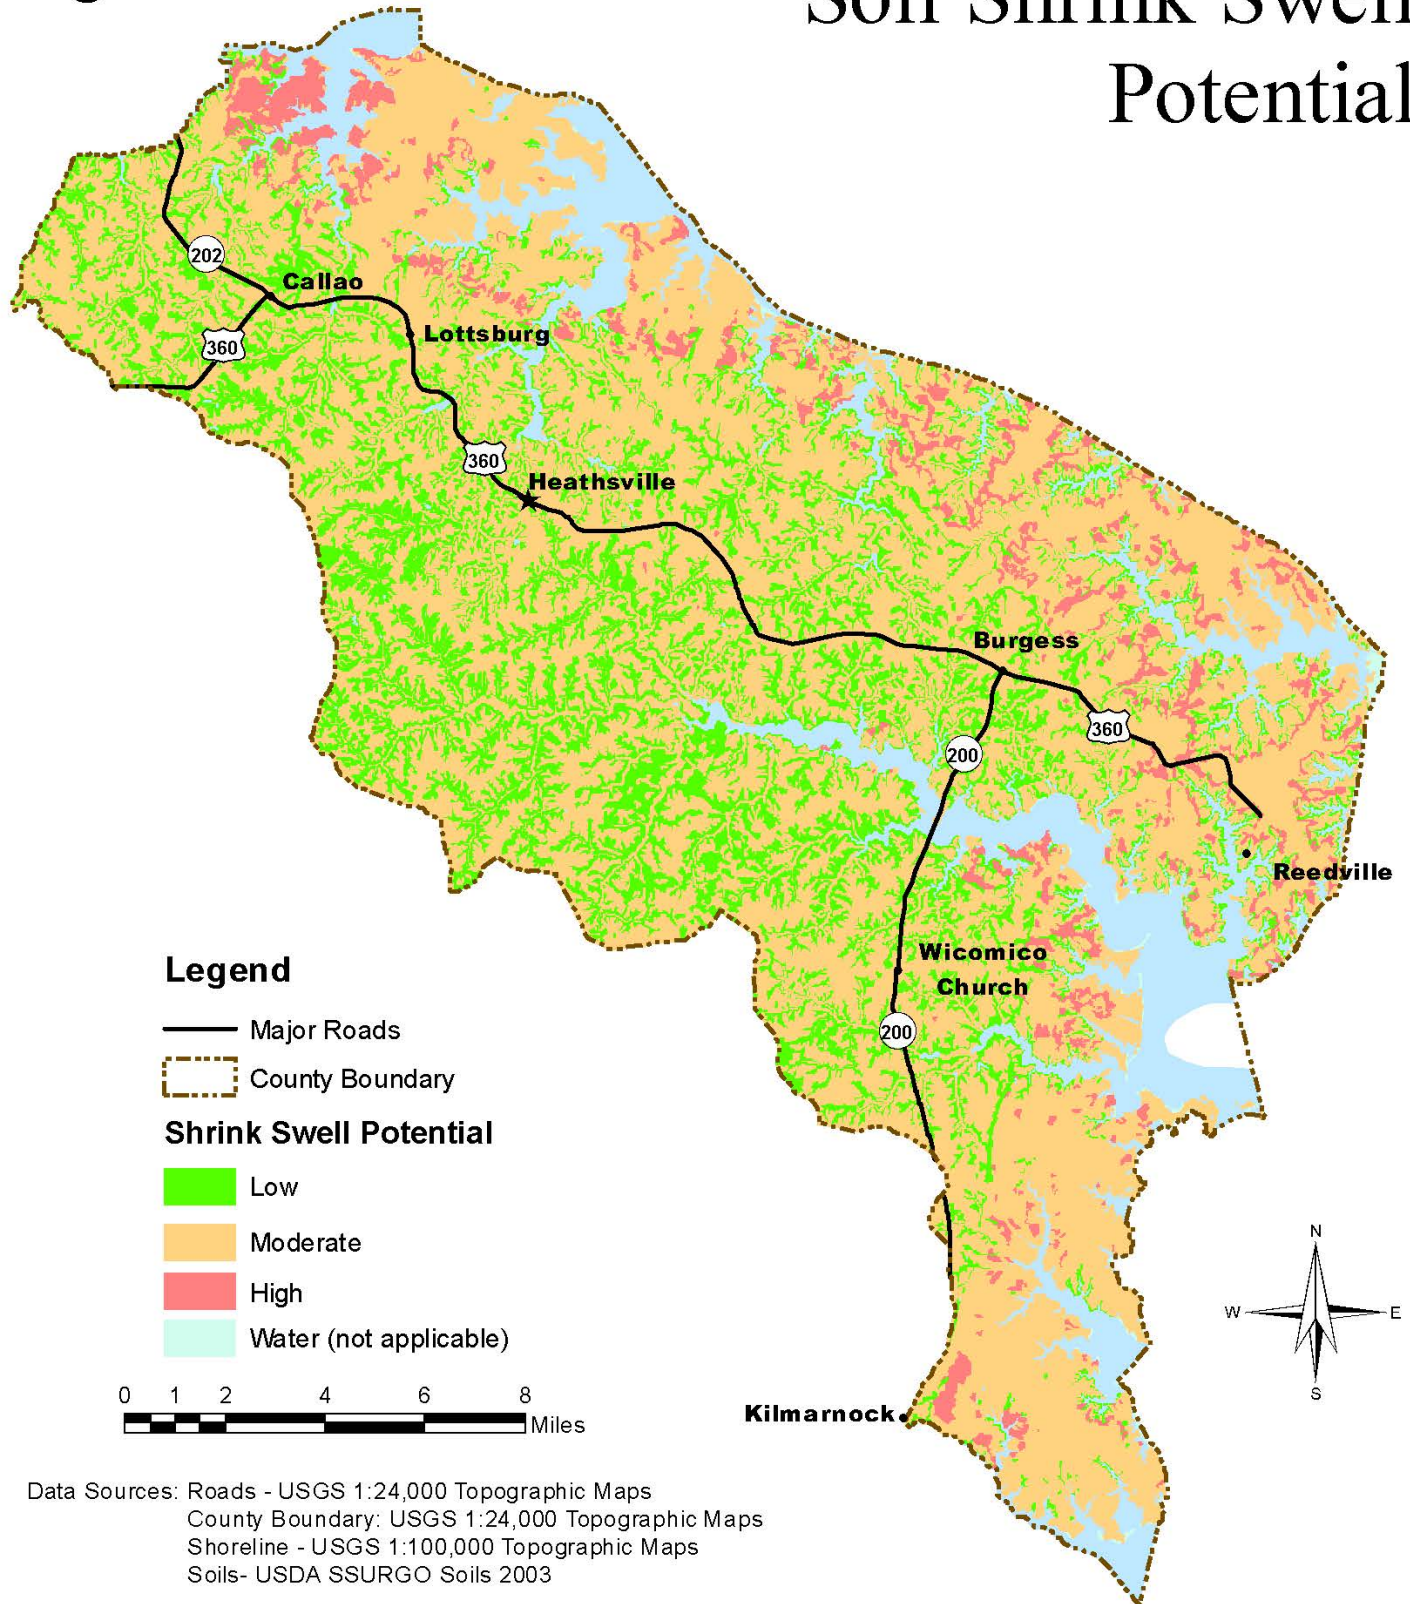 Soil Shrink Swell
Potential
202
Callao
Lottsburg
360
360
Heathsville
Burgess
360
200
Reedville
Wicomico
Church
200
Legend
Major Roads
County Boundary
Shrink Swell Potential
Low
Moderate
High
Water (not applicable)
0 1 2 4 6 8
Miles
N
W E
S
Kilmarnock
Data Sources: Roads - USGS 1:24,000 Topographic Maps
County Boundary: USGS 1:24,000 Topographic Maps
Shoreline - USGS 1:100,000 Topographic Maps
Soils- USDA SSURGO Soils 2003